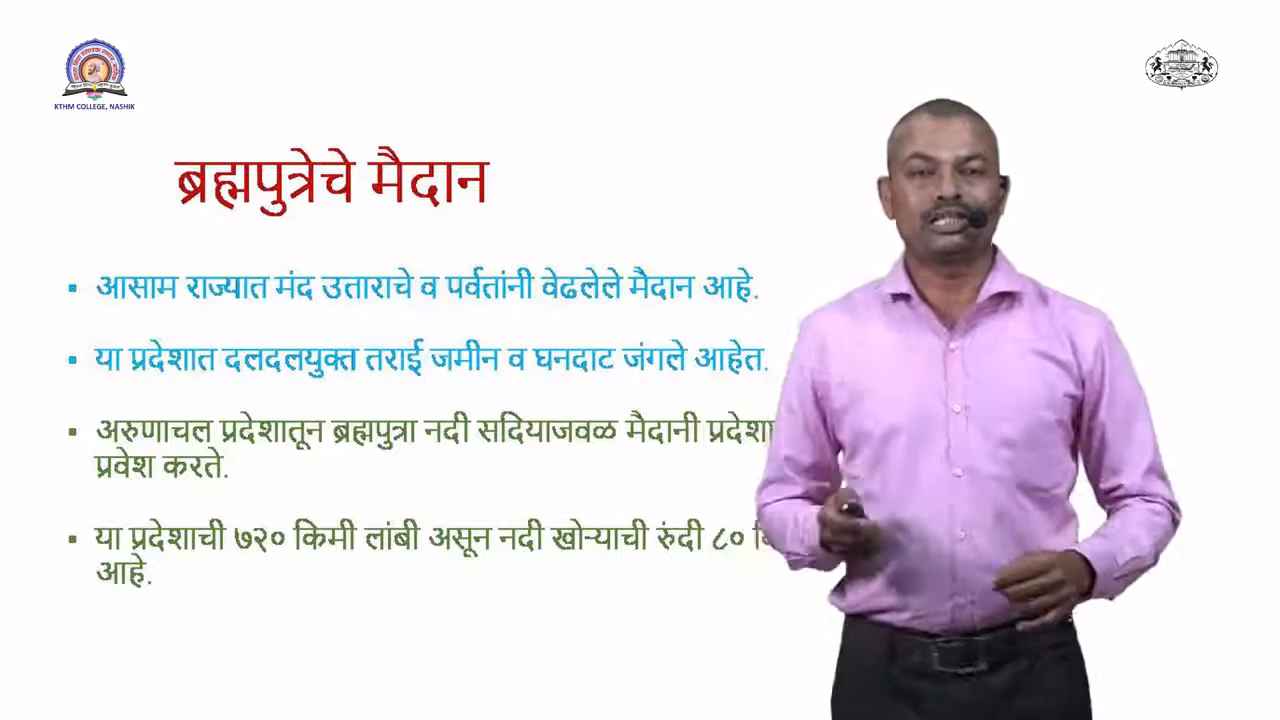 KTHM COLLEGE, NASHIK
ब्रह्मपुत्रेचे मैदान
आसाम राज्यात मंद उताराचे व पर्वतांनी वेढलेले मैदान आहे.
या प्रदेशात दलदलयुक्त तराई जमीन व घनदाट जंगले आहेत.
अरुणाचल प्रदेशातून ब्रह्मपुत्रा नदी सदियाजवळ मैदानी
प्रवेश करते.
या प्रदेशाची ७२० किमी लांबी असून नदी खोऱ्याची रुंदी ८०
आहे.